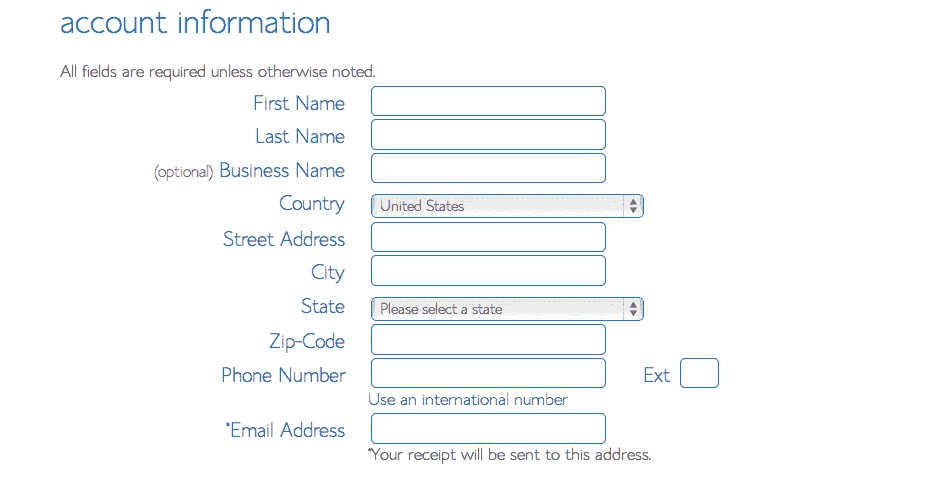 account information
All fields are required unless otherwise noted.
First Name
Last Name
(optional) Business Name
Country United States
Street Address
City
State Please select a state
Zip-Code
Phone Number Ext
Use an international number
*Email Address
*Your receipt will be sent to this address.